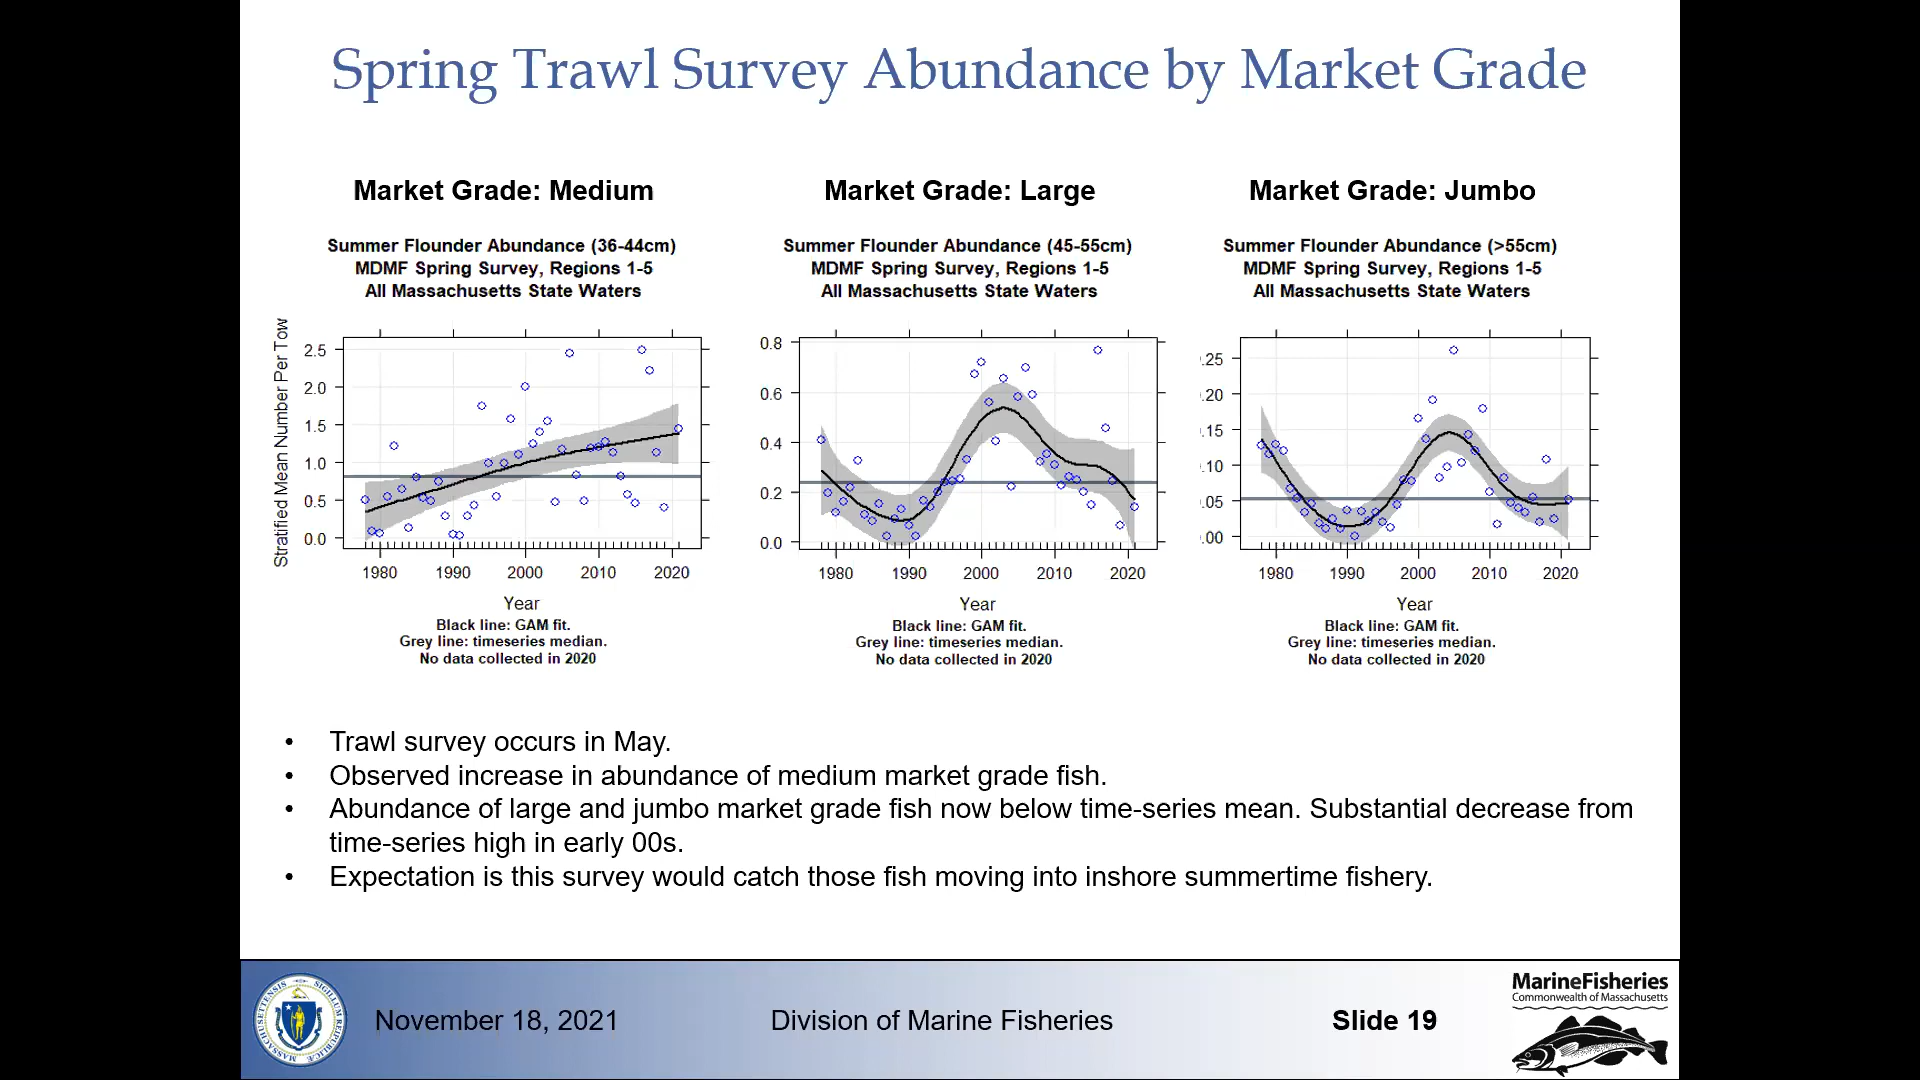 Spring Trawl Survey Abundance by Market Grade
Market Grade: Medium
Summer Flounder Abundance (36-44cm)
MDMF Spring Survey, Regions 1-5
All Massachusetts State Waters
Stratified Mean Number Per Tow
2.5
2.0
1.5
1.0
0.5
0.0
1980 1990 2000 2010 2020
Year
Black line: GAM fit.
Grey line: timeseries median.
No data collected in 2020
Market Grade: Large
Summer Flounder Abundance (45-55cm)
MDMF Spring Survey, Regions 1-5
All Massachusetts State Waters
0.8
0.6
0.4
0.2
0.0
1980 1990 2000 2010 2020
Year
Black line: GAM fit.
Grey line: timeseries median.
No data collected in 2020
Market Grade: Jumbo
Summer Flounder Abundance (>55cm)
MDMF Spring Survey, Regions 1-5
All Massachusetts State Waters
.25
.20
.15
.10
.05
.00
1980 1990 2000 2010 2020
Year
Black line: GAM fit.
Grey line: timeseries median.
No data collected in 2020
• Trawl survey occurs in May.
• Observed increase in abundance of medium market grade fish.
• Abundance of large and jumbo market grade fish now below time-series mean. Substantial decrease from
time-series high in early 00s.
• Expectation is this survey would catch those fish moving into inshore summertime fishery.
November 18, 2021
Division of Marine Fisheries
Slide 19
MarineFisheries
Commonwealth of Massachusetts